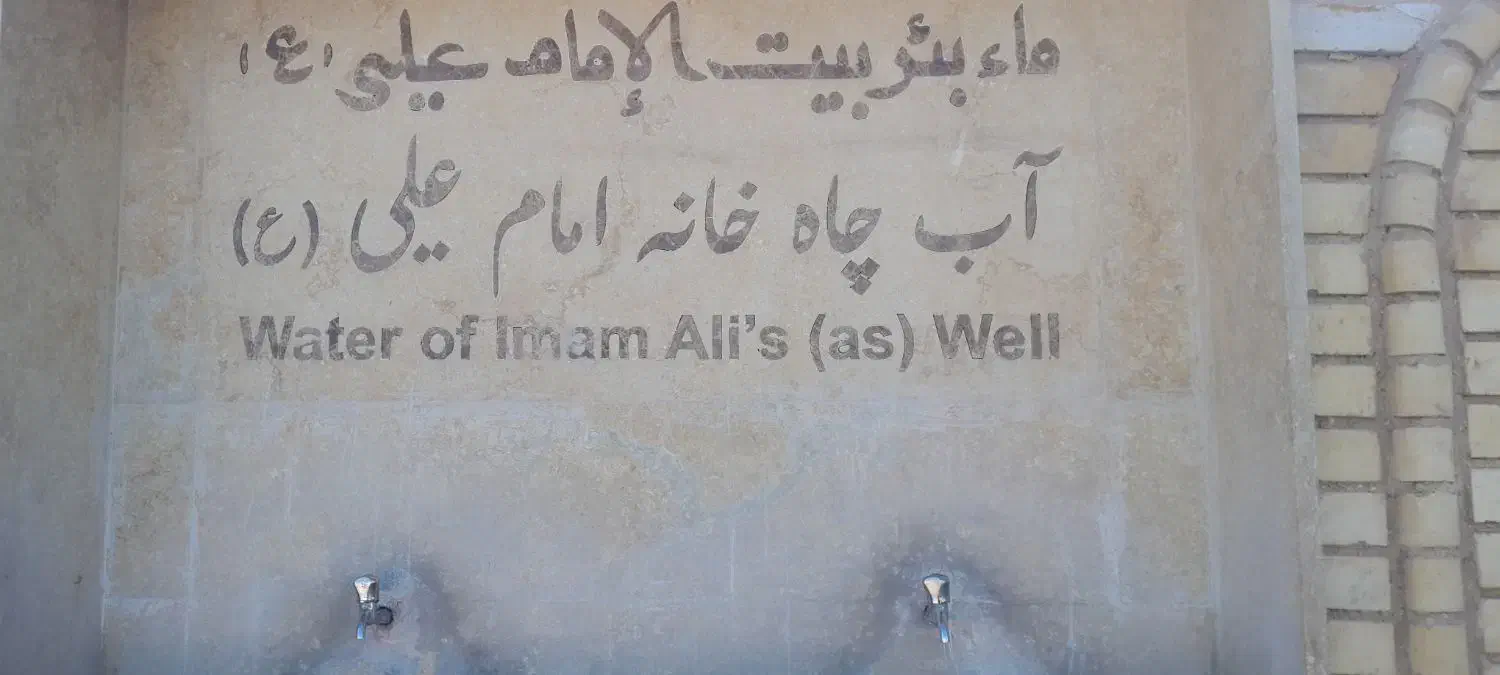 ماء بئر بيت الإمام علي (ع)
آب چاه خانه امام علی (ع)
Water of Imam Ali's (as) Well